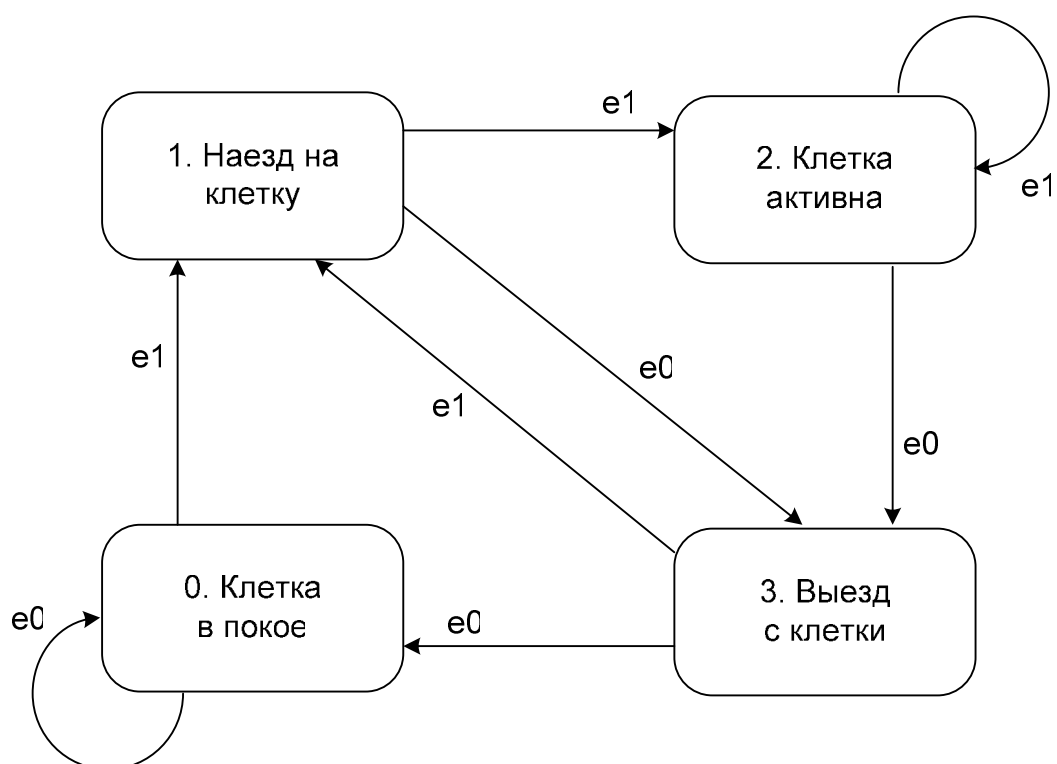 e1
1. Наезд на
клетку
2. Клетка
активна
e1
e1
e0
e1
e0
0. Клетка
в покое
3. Выезд
с клетки
e0
e0